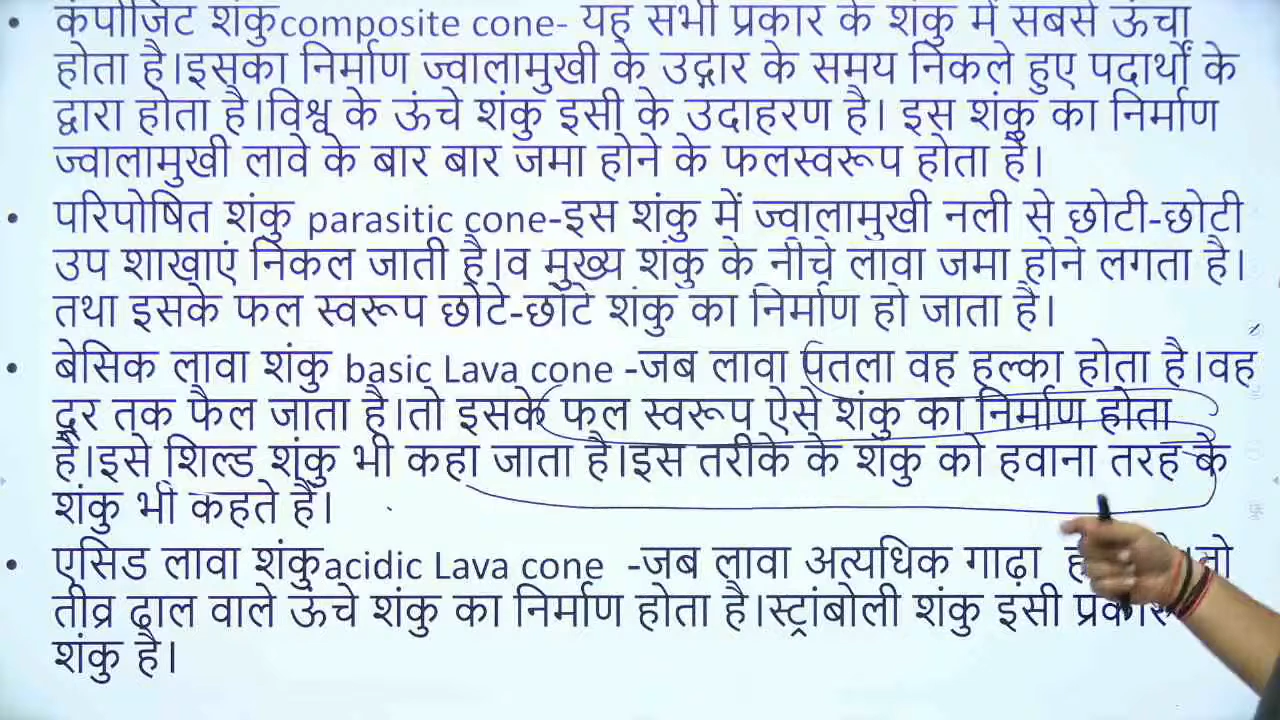 • कंपोजिट शंकुcomposite cone- यह सभी प्रकार के शंकु में सबसे ऊंचा
होता है।इसका निर्माण ज्वालामुखी के उद्गार के समय निकले हुए पदार्थों के
द्वारा होता है।विश्व के ऊंचे शंकु इसी के उदाहरण है। इस शंकु का निर्माण
ज्वालामुखी लावे के बार बार जमा होने के फलस्वरूप होता है।
• परिपोषित शंकु parasitic cone-इस शंकु में ज्वालामुखी नली से छोटी-छोटी
उप शाखाएं निकल जाती है।व मुख्य शंकु के नीचे लावा जमा होने लगता है।
तथा इसके फल स्वरूप छोटे-छोटे शंकु का निर्माण हो जाता है।
• बेसिक लावा शंकु basic Lava cone -जब लावा पतला वह हल्का होता है।वह
दूर तक फैल जाता है।तो इसके फल स्वरूप ऐसे शंकु का निर्माण होता
है।इसे शिल्ड शंकु भी कहा जाता है।इस तरीके के शंकु को हवाना तरह के
शंकु भी कहते हैं।
• एसिड लावा शंकुacidic Lava cone -जब लावा अत्यधिक गाढ़ा
तीव्र ढाल वाले ऊंचे शंकु का निर्माण होता है।स्ट्रांबोली शंकु इसी
शंकु है।